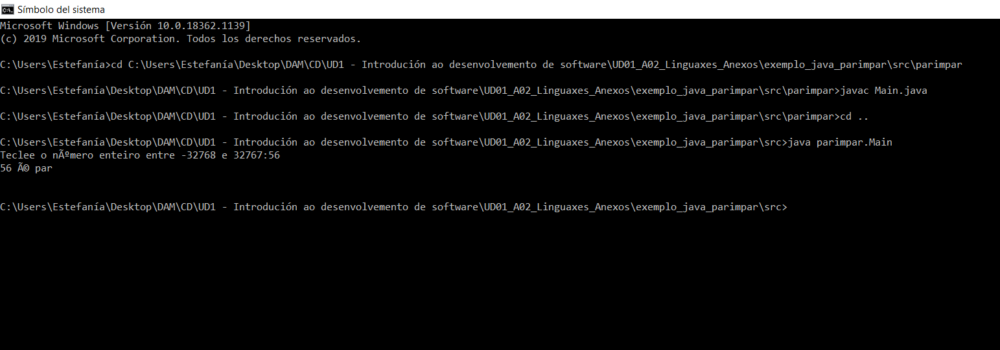 Símbolo del sistema
Microsoft Windows [Versión 10.0.18362.1139]
(c) 2019 Microsoft Corporation. Todos los derechos reservados.
C:\Users\Estefanía>cd C:\Users\Estefanía\Desktop\DAM\CD\UD1 - Introdución ao desenvolvemento de software\UD01_A02_Linguaxes_Anexos\exemplo_java_parimpar\src\parimpar
C:\Users\Estefanía\Desktop\DAM\CD\UD1 - Introdución ao desenvolvemento de software\UD01_A02_Linguaxes_Anexos\exemplo_java_parimpar\src\parimpar>javac Main.java
C:\Users\Estefanía\Desktop\DAM\CD\UD1 - Introdución ao desenvolvemento de software\UD01_A02_Linguaxes_Anexos\exemplo_java_parimpar\src\parimpar>cd ..
C:\Users\Estefanía\Desktop\DAM\CD\UD1 - Introdución ao desenvolvemento de software\UD01_A02_Linguaxes_Anexos\exemplo_java_parimpar\src>java parimpar.Main
Teclee o nÃºmero enteiro entre -32768 e 32767:56
56 Ã© par
C:\Users\Estefanía\Desktop\DAM\CD\UD1 - Introdución ao desenvolvemento de software\UD01_A02_Linguaxes_Anexos\exemplo_java_parimpar\src>